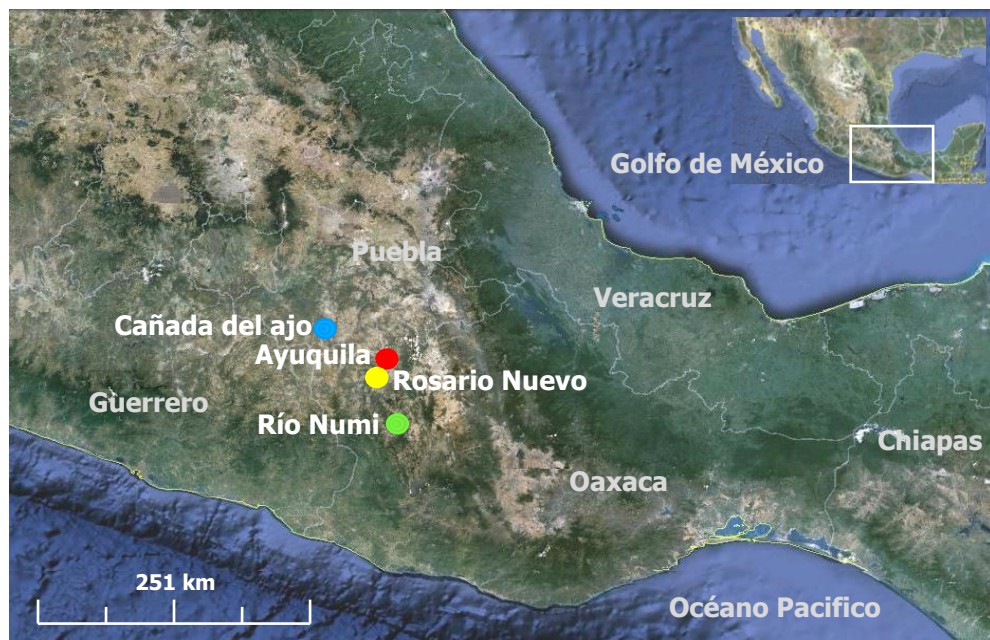 Golfo de México
Puebla
Veracruz
Cañada del ajo
Ayuquila
Rosario Nuevo
Guerrero
Río Numi
Chiapas
Oaxaca
251 km
Océano Pacifico